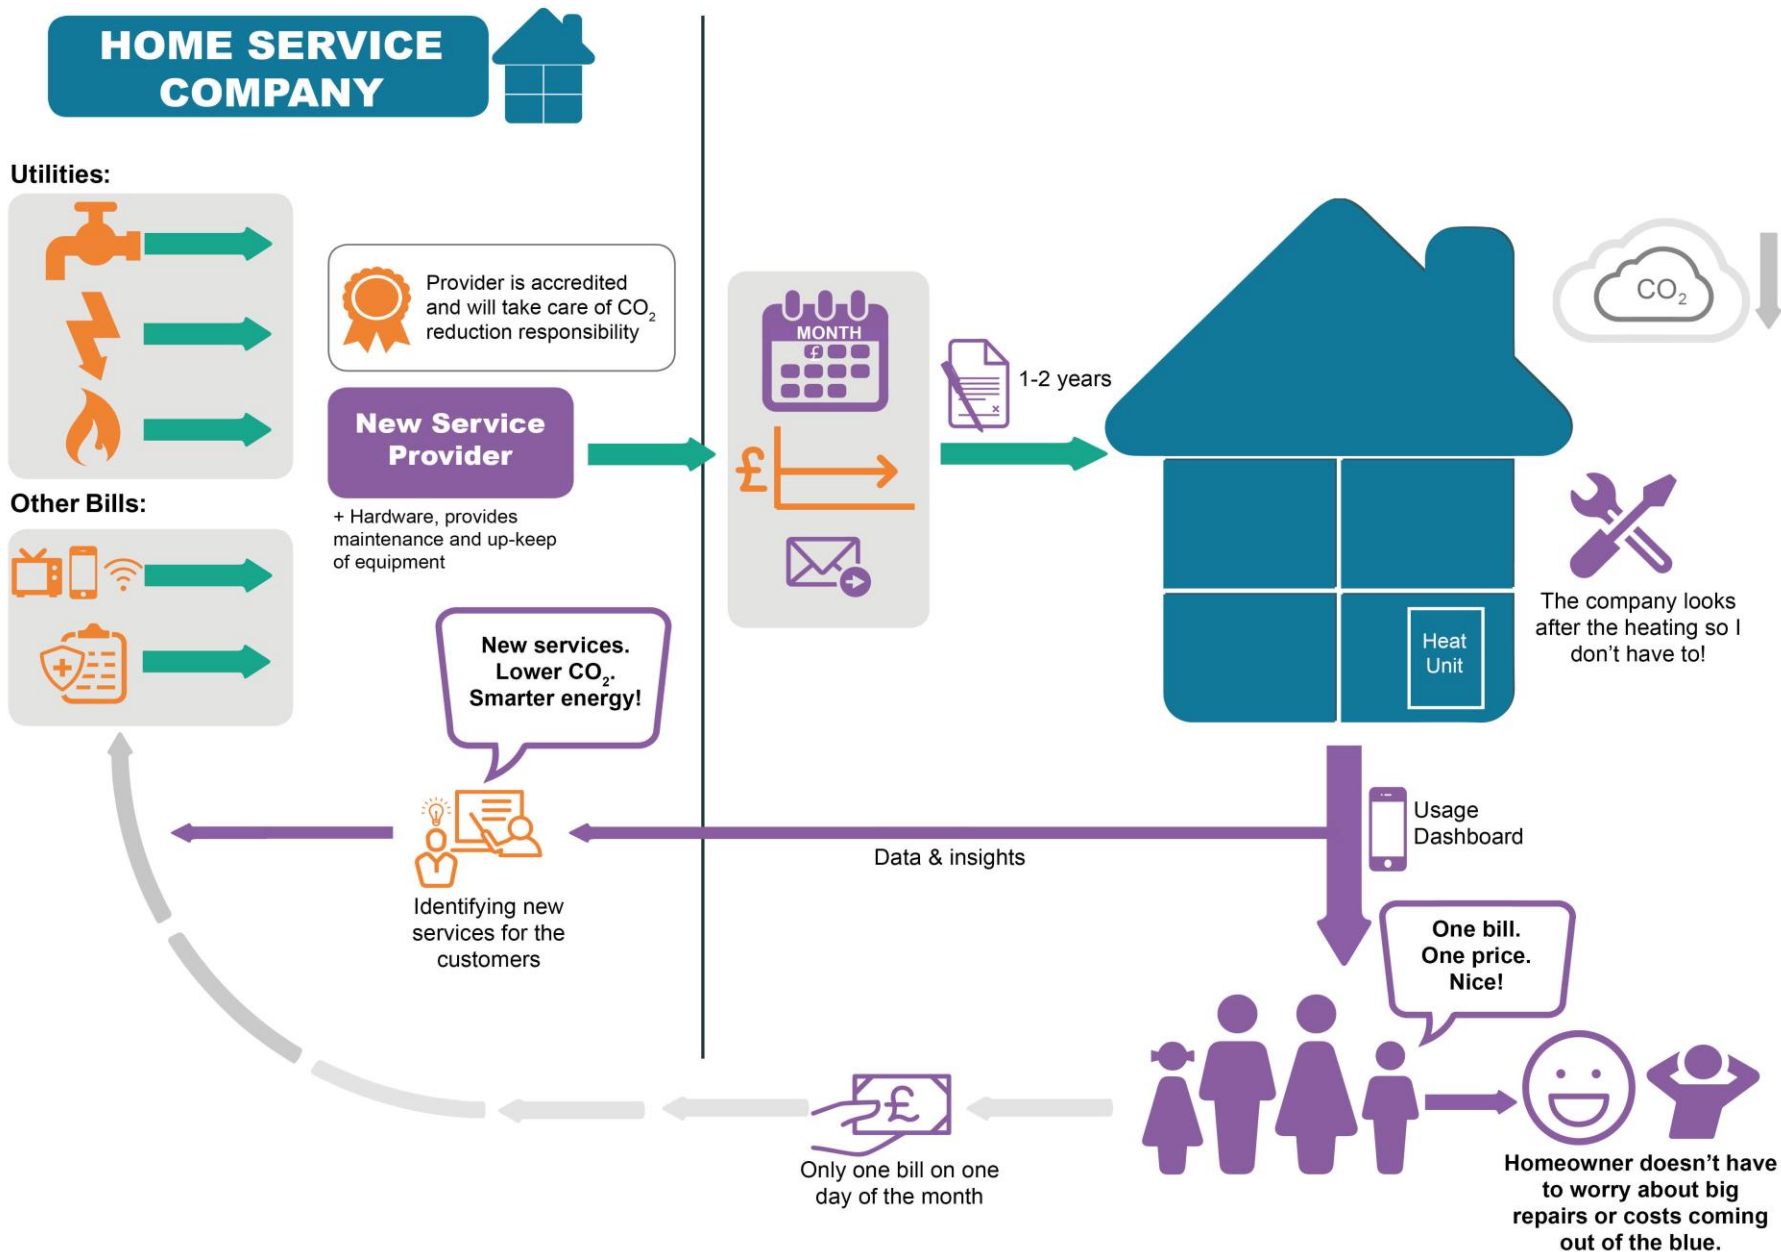 HOME SERVICE
COMPANY
Utilities:
Provider is accredited
and will take care of CO₂
reduction responsibility
New Service
Provider
+ Hardware, provides
maintenance and up-keep
of equipment
Other Bills:
New services.
Lower CO₂.
Smarter energy!
Identifying new
services for the
customers
MONTH
£
£
1-2 years
CO₂
Heat
Unit
The company looks
after the heating so I
don't have to!
Usage
Dashboard
Data & insights
One bill.
One price.
Nice!
£
Only one bill on one
day of the month
Homeowner doesn't have
to worry about big
repairs or costs coming
out of the blue.